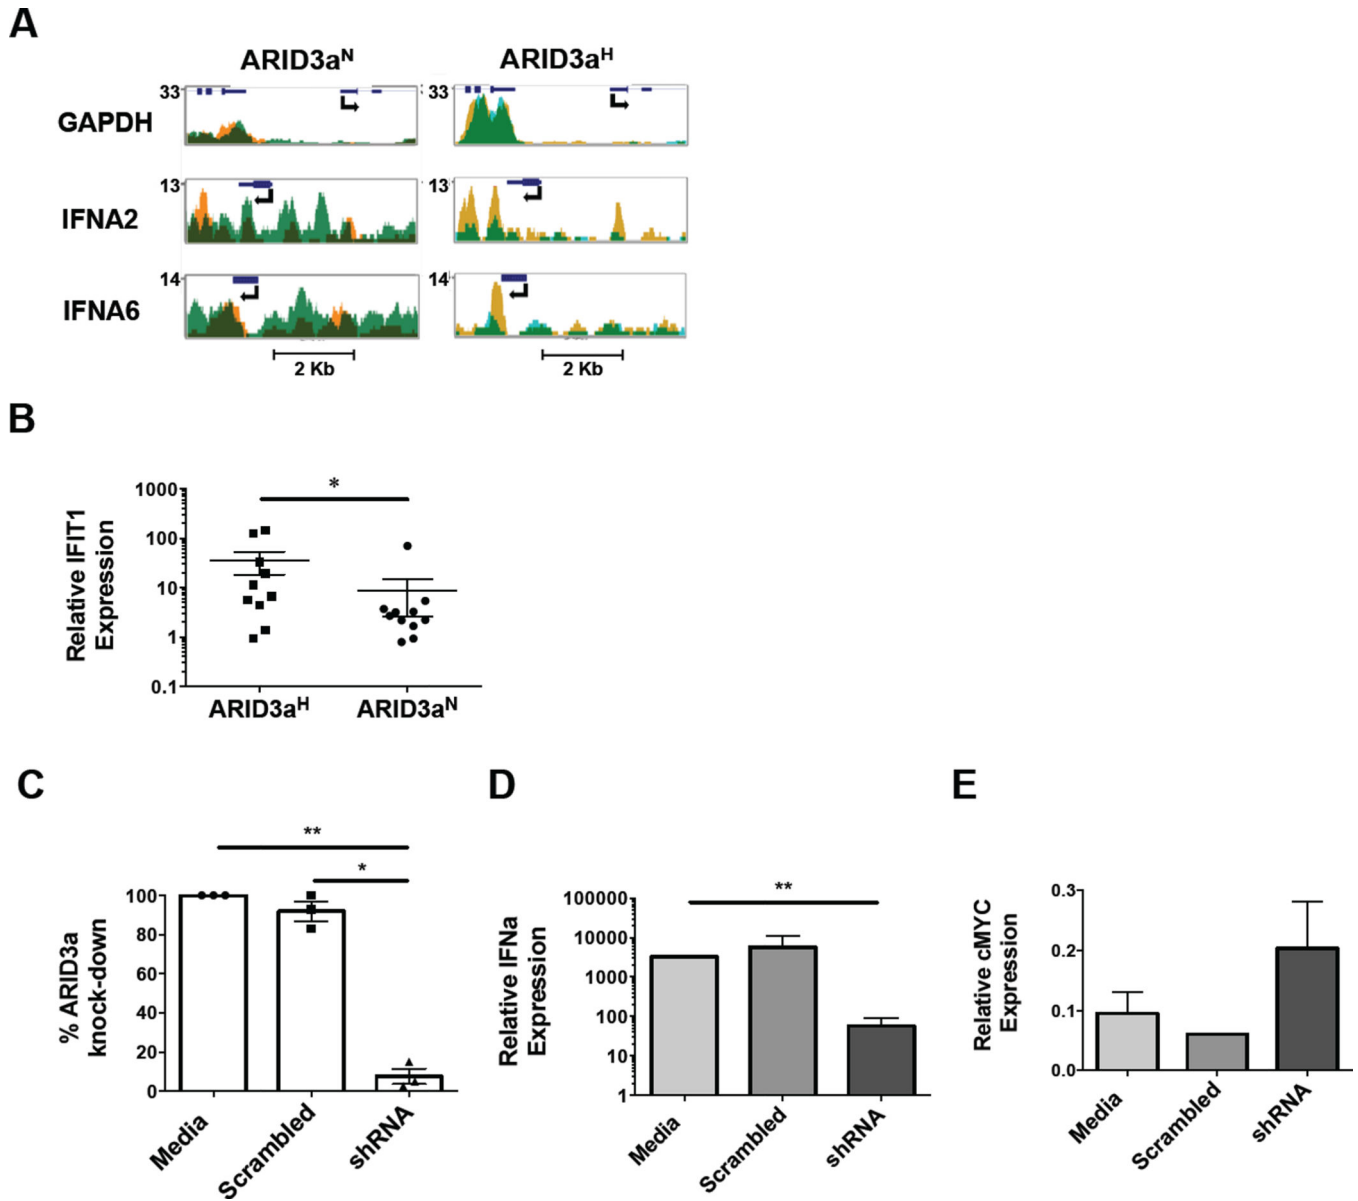 A
ARID3aN ARID3aH
33 33
GAPDH
13 13
IFNA2
14 14
IFNA6
2 Kb 2 Kb
B
*
1000
100
10
1
0.1
Relative IFIT1
Expression
ARID3aH ARID3aN
C
**
*
100
80
60
40
20
0
% ARID3a
knock-down
Media Scrambled shRNA
D
**
100000
10000
1000
100
10
1
Relative IFNa
Expression
Media Scrambled shRNA
E
0.3
0.2
0.1
0.0
Relative cMYC
Expression
Media Scrambled shRNA